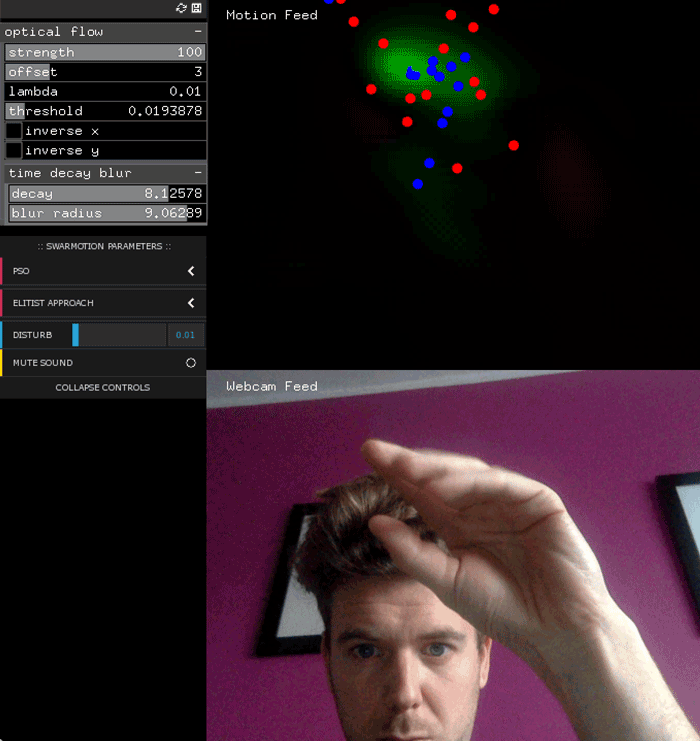 optical flow −
strength 100
offset 3
lambda 0.01
threshold 0.0193878
inverse x
inverse y
time decay blur −
decay 8.12578
blur radius 9.06289
:: SWARMOTION PARAMETERS ::
PSO
ELITIST APPROACH
DISTURB 0.01
MUTE SOUND
COLLAPSE CONTROLS
Motion Feed
Webcam Feed